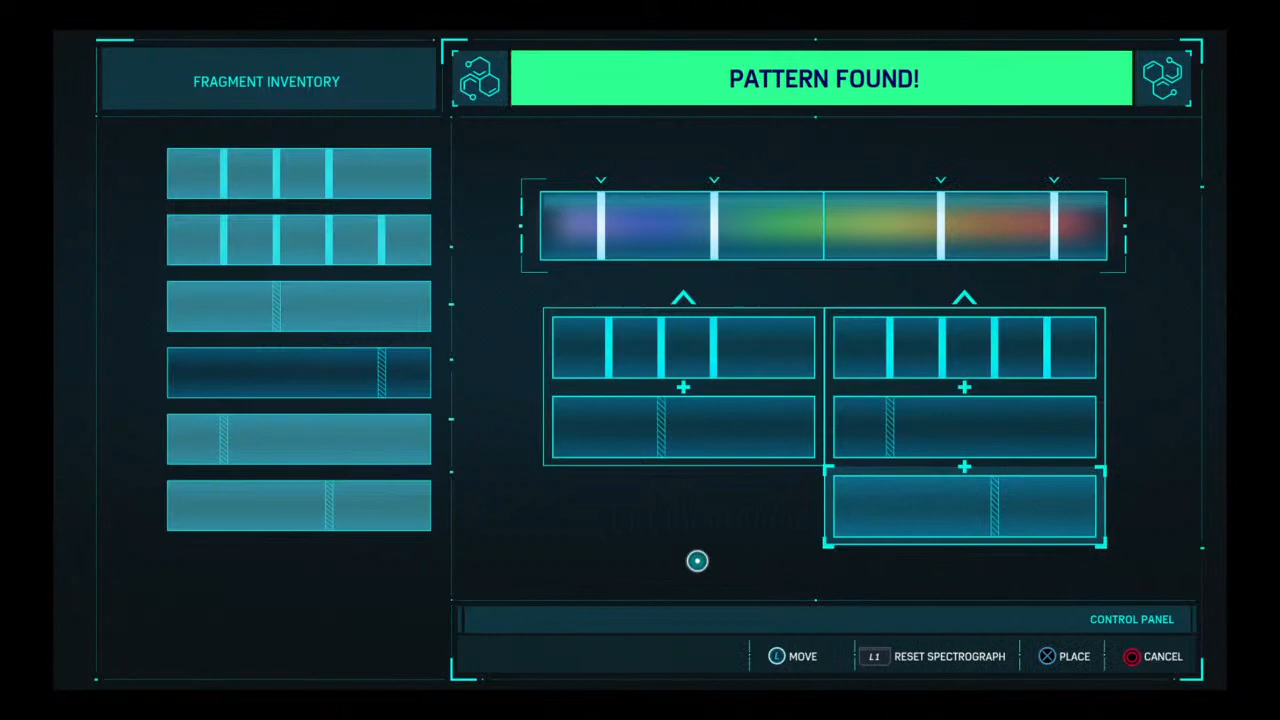 FRAGMENT INVENTORY
PATTERN FOUND!
CONTROL PANEL
L MOVE
L1 RESET SPECTROGRAPH
PLACE
CANCEL